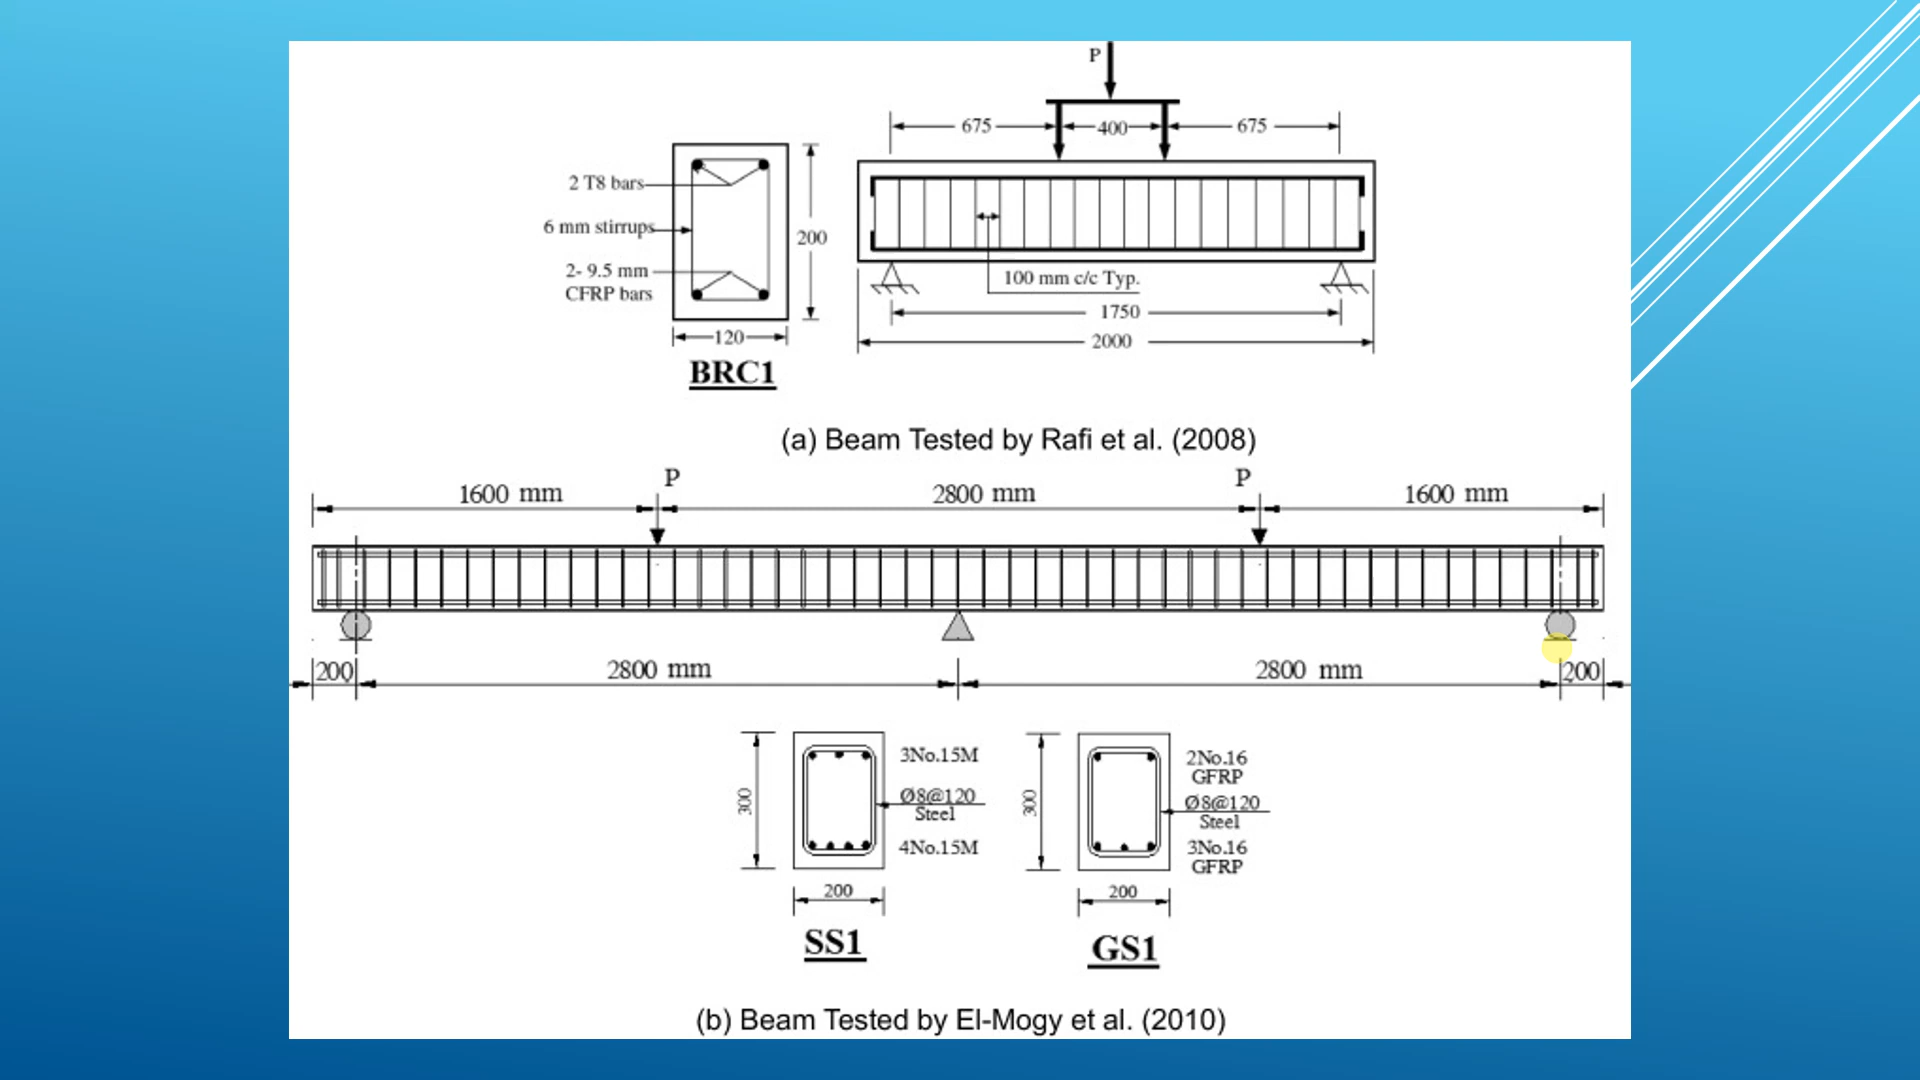 P
675
400
675
2 T8 bars
6 mm stirrups
200
2- 9.5 mm
CFRP bars
100 mm c/c Typ.
1750
120
2000
BRC1
(a) Beam Tested by Rafi et al. (2008)
P
P
1600 mm
2800 mm
1600 mm
200
2800 mm
2800 mm
200
300
3No.15M
Ø8@120
Steel
4No.15M
200
SS1
300
2No.16
GFRP
Ø8@120
Steel
3No.16
GFRP
200
GS1
(b) Beam Tested by El-Mogy et al. (2010)